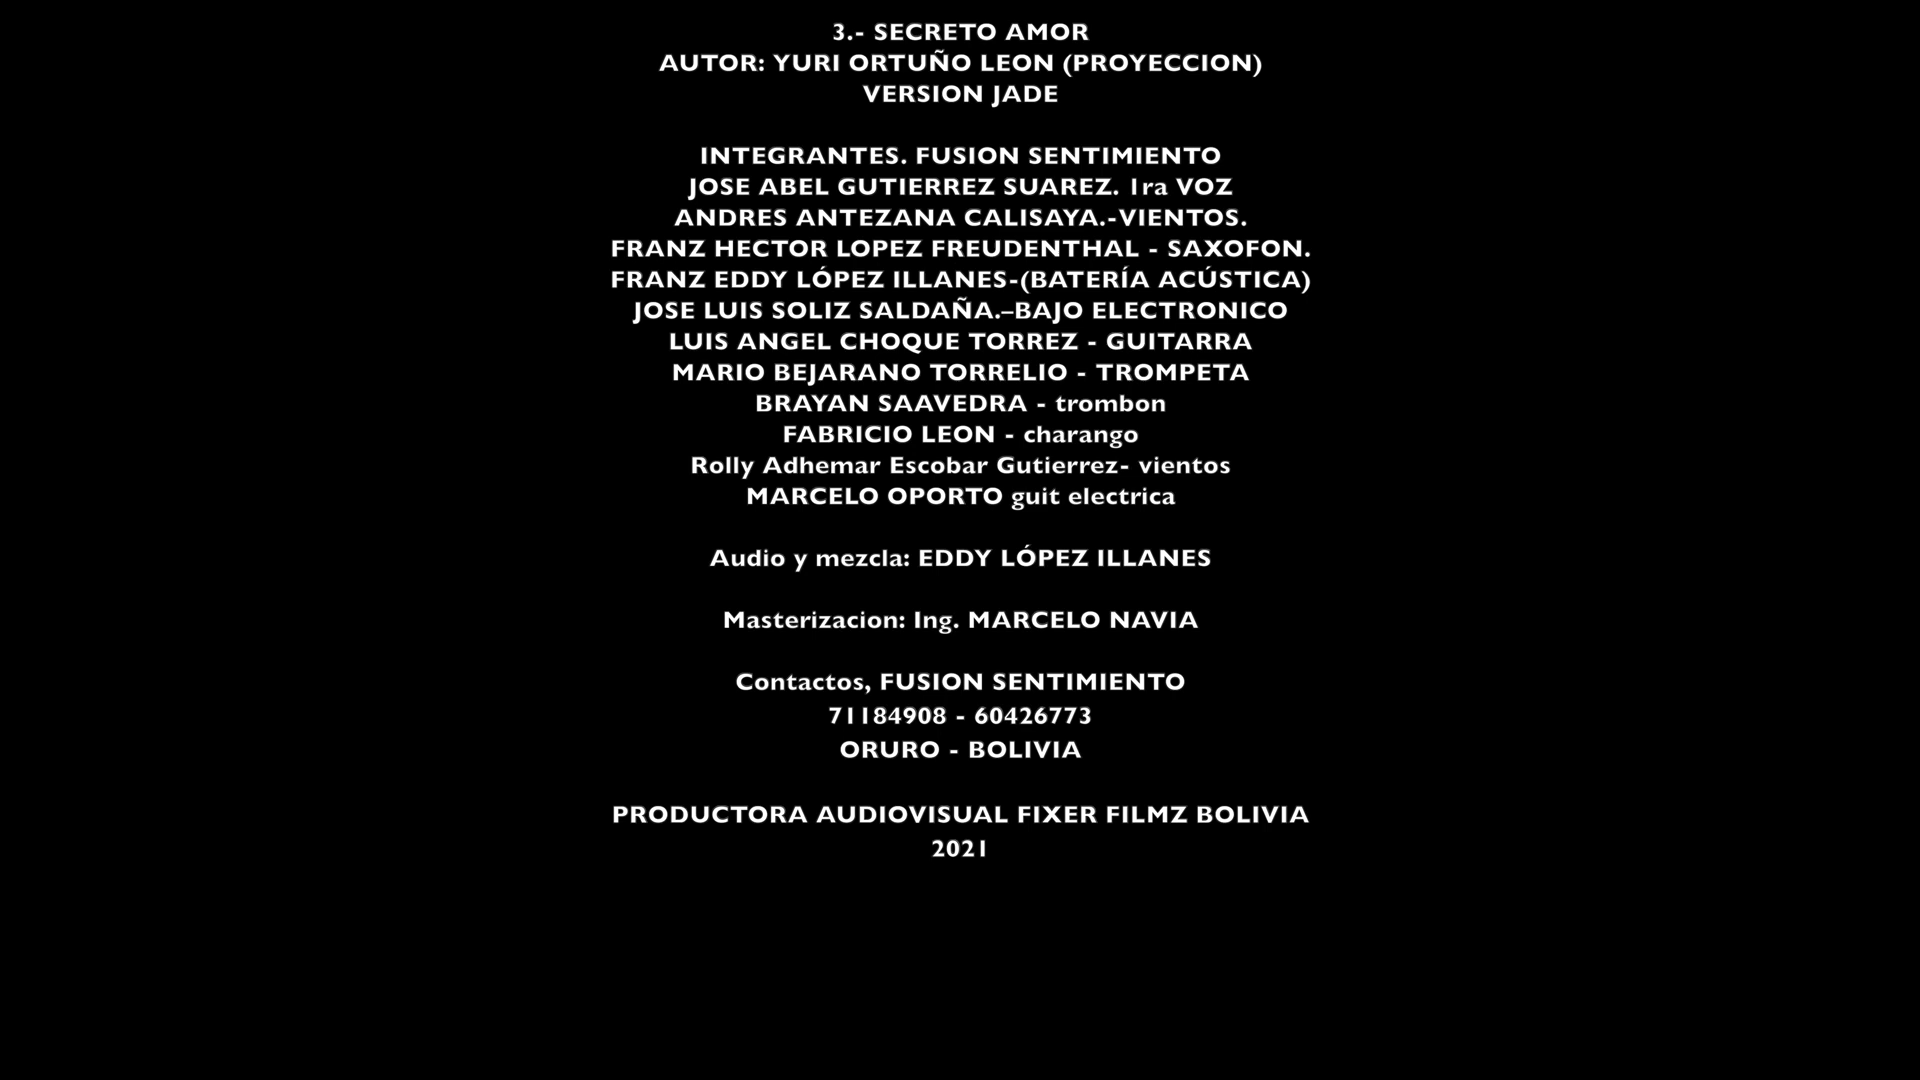 3.- SECRETO AMOR
AUTOR: YURI ORTUÑO LEON (PROYECCION)
VERSION JADE
INTEGRANTES. FUSION SENTIMIENTO
JOSE ABEL GUTIERREZ SUAREZ. 1ra VOZ
ANDRES ANTEZANA CALISAYA.-VIENTOS.
FRANZ HECTOR LOPEZ FREUDENTHAL - SAXOFON.
FRANZ EDDY LÓPEZ ILLANES-(BATERÍA ACÚSTICA)
JOSE LUIS SOLIZ SALDAÑA.–BAJO ELECTRONICO
LUIS ANGEL CHOQUE TORREZ - GUITARRA
MARIO BEJARANO TORRELIO - TROMPETA
BRAYAN SAAVEDRA - trombon
FABRICIO LEON - charango
Rolly Adhemar Escobar Gutierrez- vientos
MARCELO OPORTO guit electrica
Audio y mezcla: EDDY LÓPEZ ILLANES
Masterizacion: Ing. MARCELO NAVIA
Contactos, FUSION SENTIMIENTO
71184908 - 60426773
ORURO - BOLIVIA
PRODUCTORA AUDIOVISUAL FIXER FILMZ BOLIVIA
2021